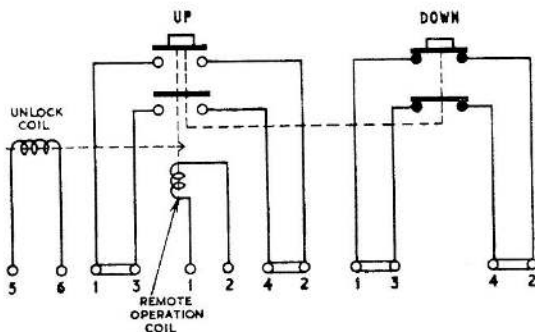 UP
DOWN
UNLOCK
COIL
5 6 1 3 1 2 4 2 1 3 4 2
REMOTE
OPERATION
COIL